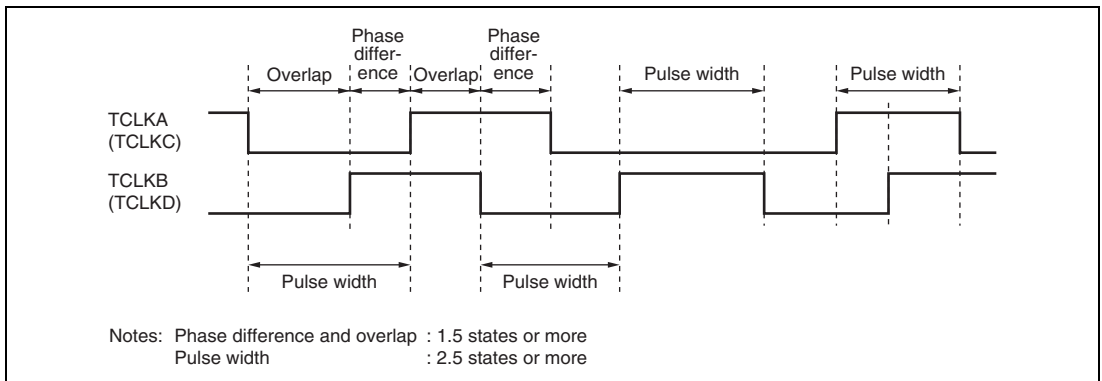 Phase
differ-
ence
Phase
differ-
ence
Overlap
Overlap
Pulse width
Pulse width
TCLKA
(TCLKC)
TCLKB
(TCLKD)
Pulse width
Pulse width
Notes: Phase difference and overlap : 1.5 states or more
Pulse width : 2.5 states or more